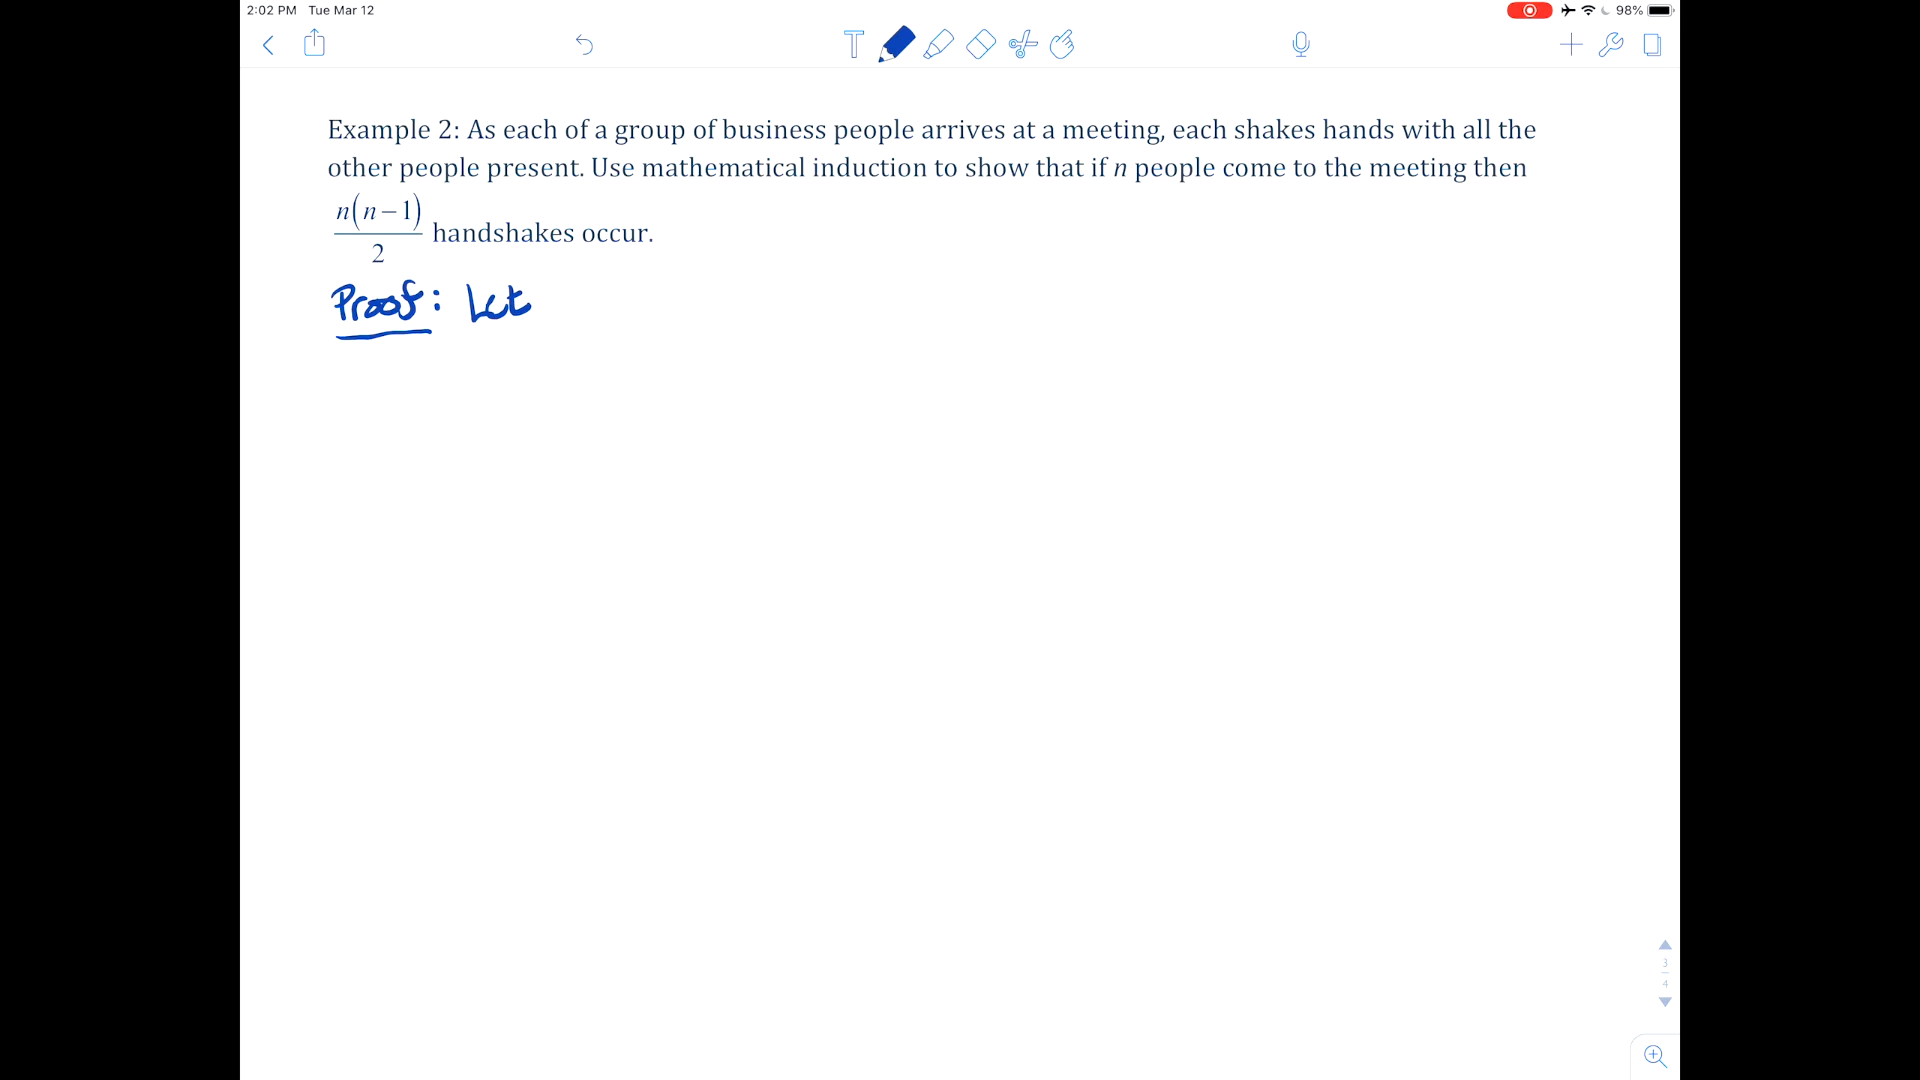 2:02 PM Tue Mar 12
98%
T
Example 2: As each of a group of business people arrives at a meeting, each shakes hands with all the
other people present. Use mathematical induction to show that if n people come to the meeting then
n(n−1)
2
handshakes occur.
Proof: Let
3
4